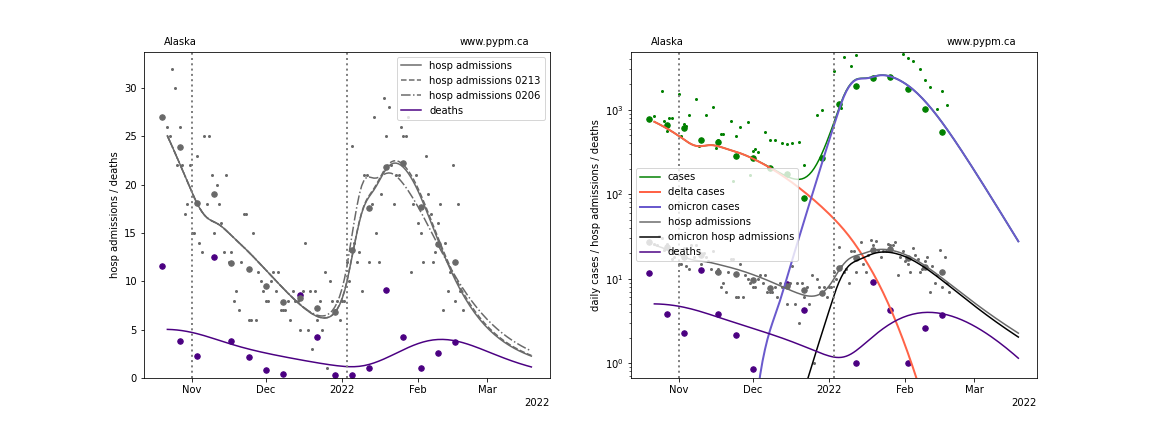 Alaska
www.pypm.ca
hosp admissions
hosp admissions 0213
hosp admissions 0206
deaths
hosp admissions / deaths
30
25
20
15
10
5
0
Nov
Dec
2022
Feb
Mar
2022
Alaska
www.pypm.ca
cases
delta cases
omicron cases
hosp admissions
omicron hosp admissions
deaths
daily cases / hosp admissions / deaths
10³
10²
10¹
10⁰
Nov
Dec
2022
Feb
Mar
2022